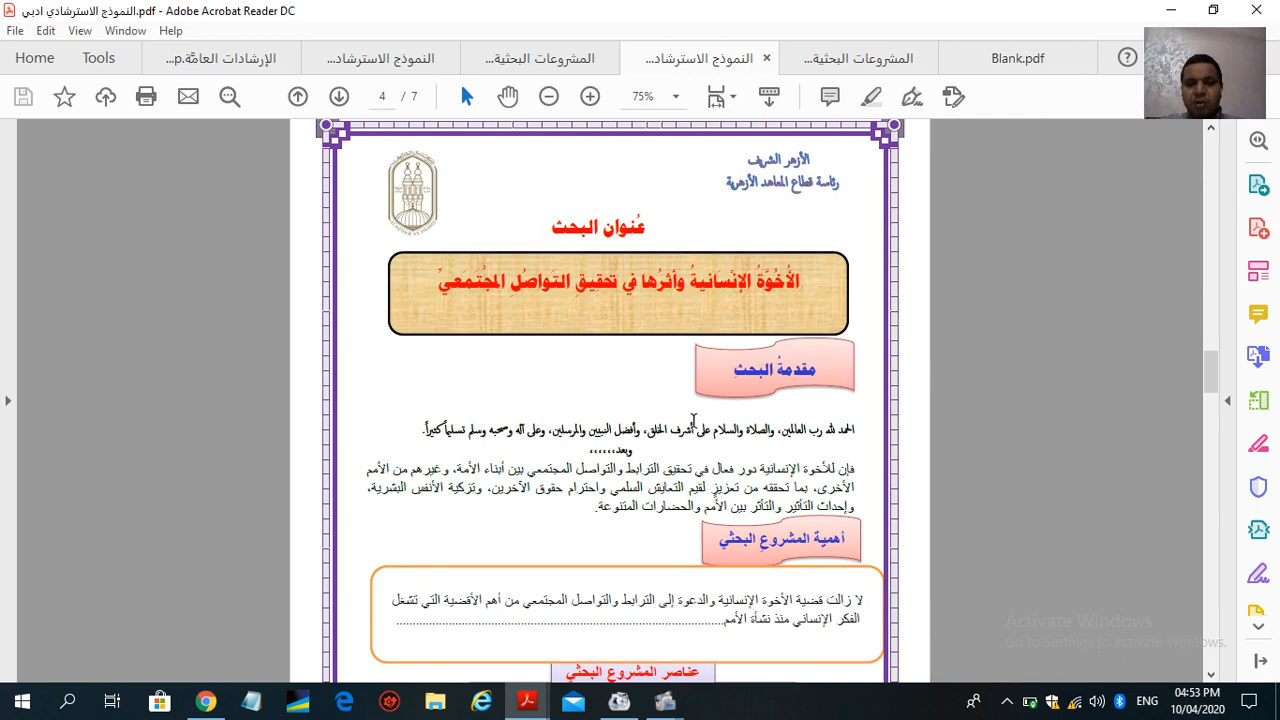 النموذج الاسترشادي ادبي.pdf - Adobe Acrobat Reader DC
File Edit View Window Help
Home Tools الإرشادات العامّة.p... النموذج الاسترشاد... المشروعات البحثية... النموذج الاسترشاد... المشروعات البحثية... Blank.pdf
4 / 7 75%
الأزهر الشريف
رئاسة قطاع المعاهد الأزهرية
عُنوان البحث
الأُخُوَّةُ الإنْسَانيةُ وأثرُها في تحقيقِ التَواصُلِ المجُتَمَعيِّ
مقدمةُ البحثِ
الحمد لله رب العالمين، والصلاة والسلام على أشرف الخلق، وأفضل النبيين والمرسلين، وعلى آله وصحبه وسلم تسليماً كثيراً.
وبعد،،،،،،
فإن للأخوة الإنسانية دور فعال في تحقيق الترابط والتواصل المجتمعي بين أبناء الأمة، وغيرهم من الأمم
الأخرى، بما تحققه من تعزيز لقيم التعايش السلمي واحترام حقوق الآخرين، وتزكية الأنفس البشرية،
وإحداث التأثير والتأثر بين الأمم والحضارات المتنوعة.
أهمية المشروع البحثي
لا زالت قضية الأخوة الإنسانية والدعوة إلى الترابط والتواصل المجتمعي من أهم الأقضية التي تشغل
الفكر الإنساني منذ نشأة الأمم................................................................................
عناصر المشروع البحثي
Activate Windows
Go to Settings to activate Windows.
ENG
04:53 PM
10/04/2020